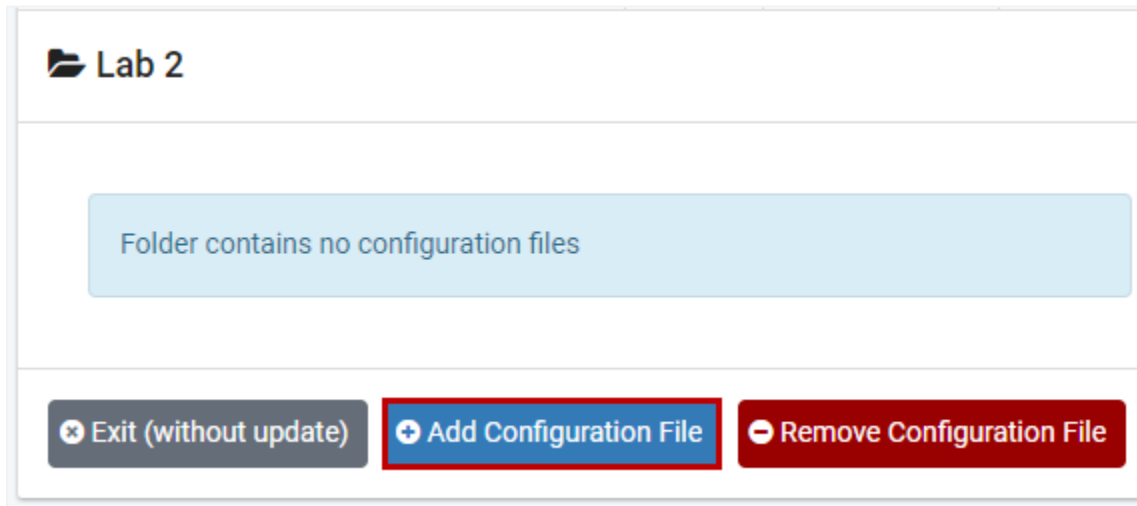 Lab 2
Folder contains no configuration files
Exit (without update) Add Configuration File Remove Configuration File